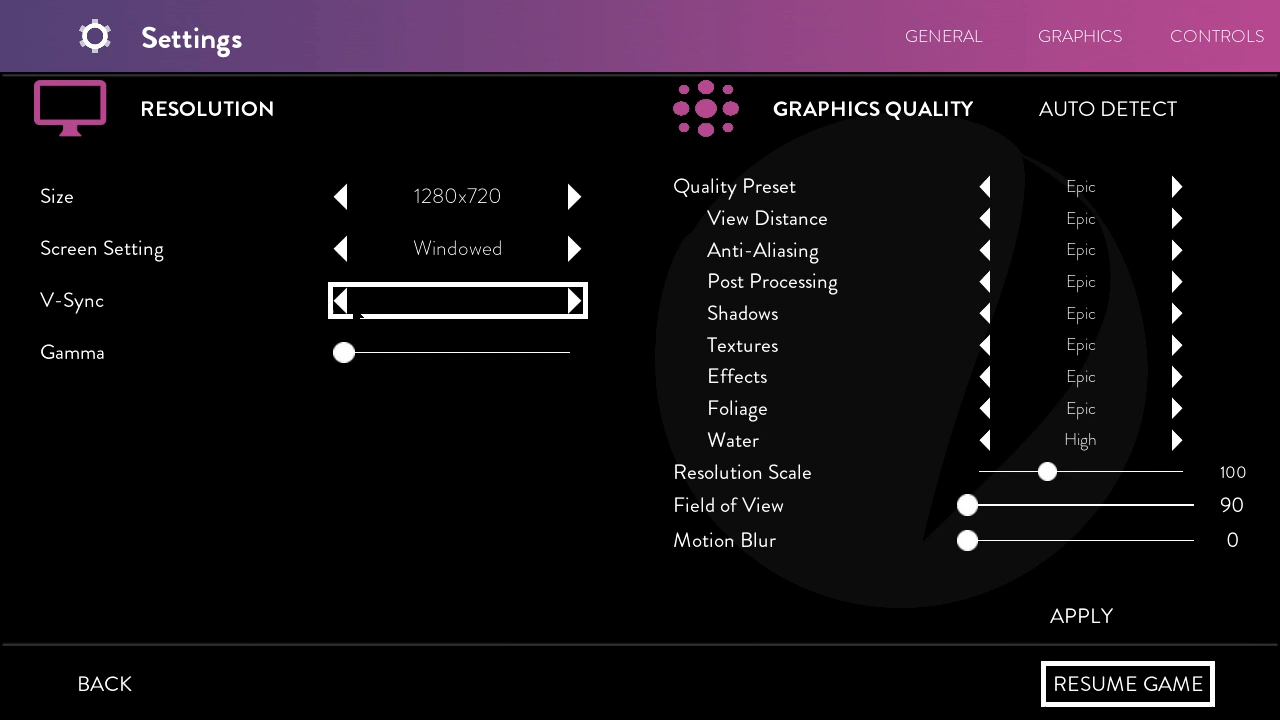 Settings
GENERAL GRAPHICS CONTROLS
RESOLUTION
Size 1280x720
Screen Setting Windowed
V-Sync
Gamma
GRAPHICS QUALITY AUTO DETECT
Quality Preset Epic
View Distance Epic
Anti-Aliasing Epic
Post Processing Epic
Shadows Epic
Textures Epic
Effects Epic
Foliage Epic
Water High
Resolution Scale 100
Field of View 90
Motion Blur 0
APPLY
BACK RESUME GAME